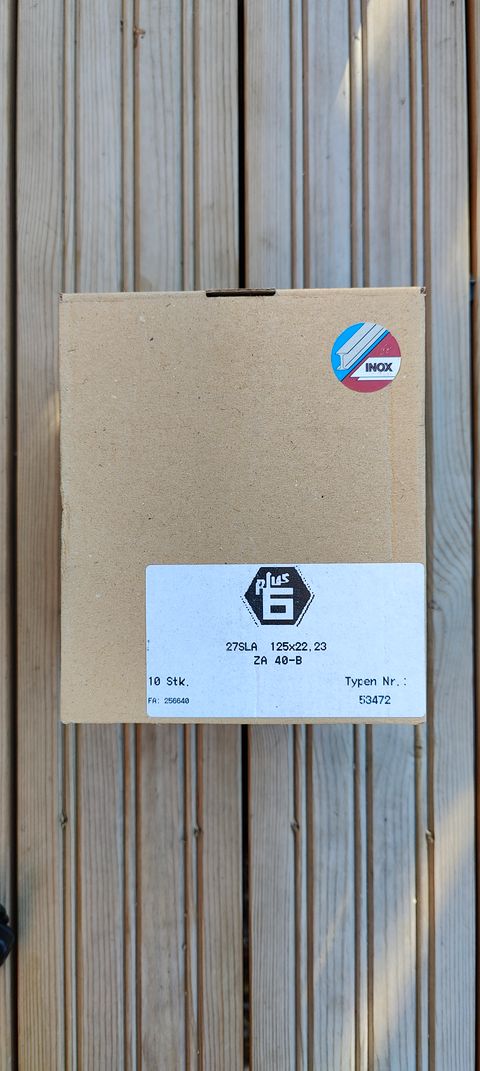 INOX
plus
6
27SLA 125x22,23
ZA 40-B
10 Stk.
Typen Nr.:
FA: 256640
53472